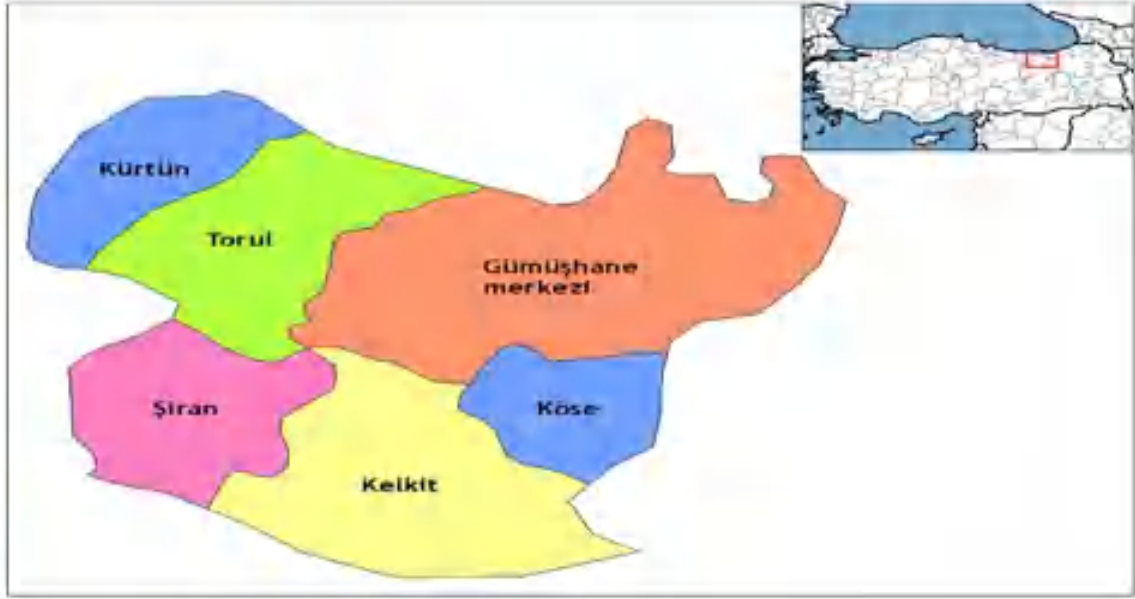 Kürtün
Torul
Gümüşhane
merkezi
Şiran
Köse
Kelkit